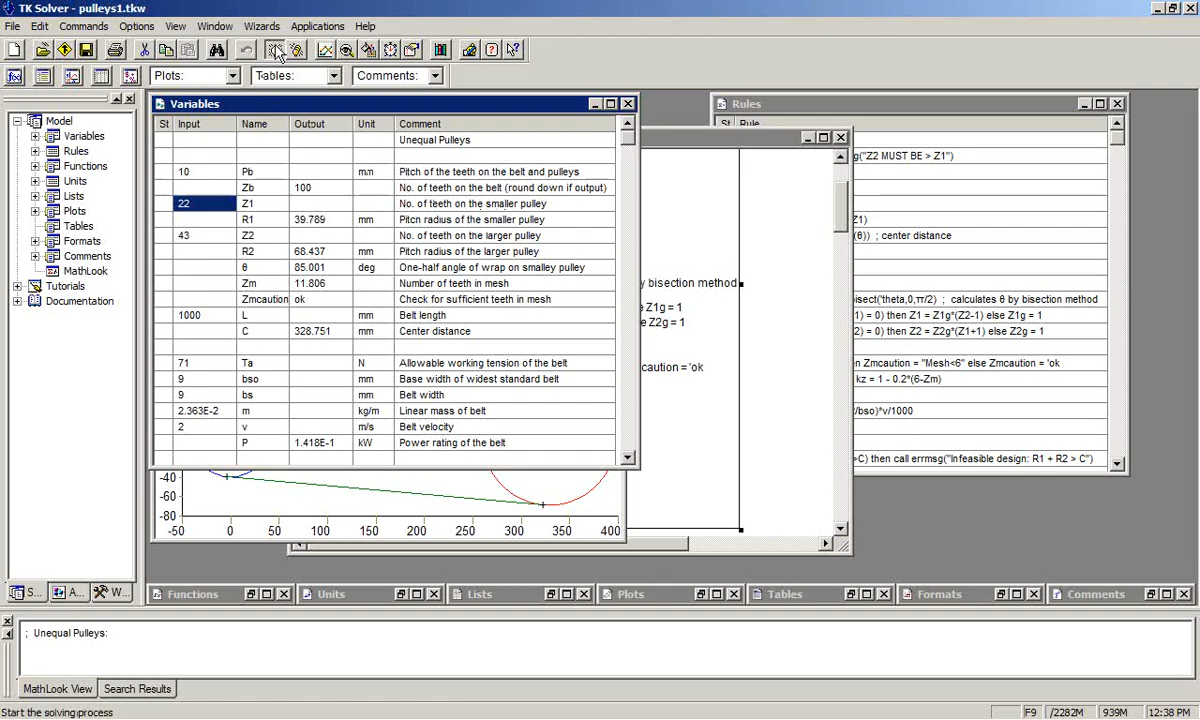 TK Solver - pulleys1.tkw
File Edit Commands Options View Window Wizards Applications Help
Plots: Tables: Comments:
Model
Variables
Rules
Functions
Units
Lists
Plots
Tables
Formats
Comments
MathLook
Tutorials
Documentation
S... A... W...
Variables
St Input Name Output Unit Comment
Unequal Pulleys
10 Pb mm Pitch of the teeth on the belt and pulleys
Zb 100 No. of teeth on the belt (round down if output)
22 Z1 No. of teeth on the smaller pulley
R1 39.789 mm Pitch radius of the smaller pulley
43 Z2 No. of teeth on the larger pulley
R2 68.437 mm Pitch radius of the larger pulley
θ 85.001 deg One-half angle of wrap on smalley pulley
Zm 11.806 Number of teeth in mesh
Zmcaution ok Check for sufficient teeth in mesh
1000 L mm Belt length
C 328.751 mm Center distance
71 Ta N Allowable working tension of the belt
9 bso mm Base width of widest standard belt
9 bs mm Belt width
2.363E-2 m kg/m Linear mass of belt
2 v m/s Belt velocity
P 1.418E-1 kW Power rating of the belt
-40
-60
-80
-50 0 50 100 150 200 250 300 350 400
by bisection method
e Z1g = 1
e Z2g = 1
caution = 'ok
Rules
St Rule
g("Z2 MUST BE > Z1")
Z1)
(θ)) ; center distance
bisect('theta,0,π/2) ; calculates θ by bisection method
1) = 0) then Z1 = Z1g*(Z2-1) else Z1g = 1
2) = 0) then Z2 = Z2g*(Z1+1) else Z2g = 1
en Zmcaution = "Mesh<6" else Zmcaution = 'ok
kz = 1 - 0.2*(6-Zm)
/bso)*v/1000
>C) then call errmsg("Infeasible design: R1 + R2 > C")
Functions Units Lists Plots Tables Formats Comments
; Unequal Pulleys:
MathLook View Search Results
Start the solving process F9 /2282M 939M 12:38 PM